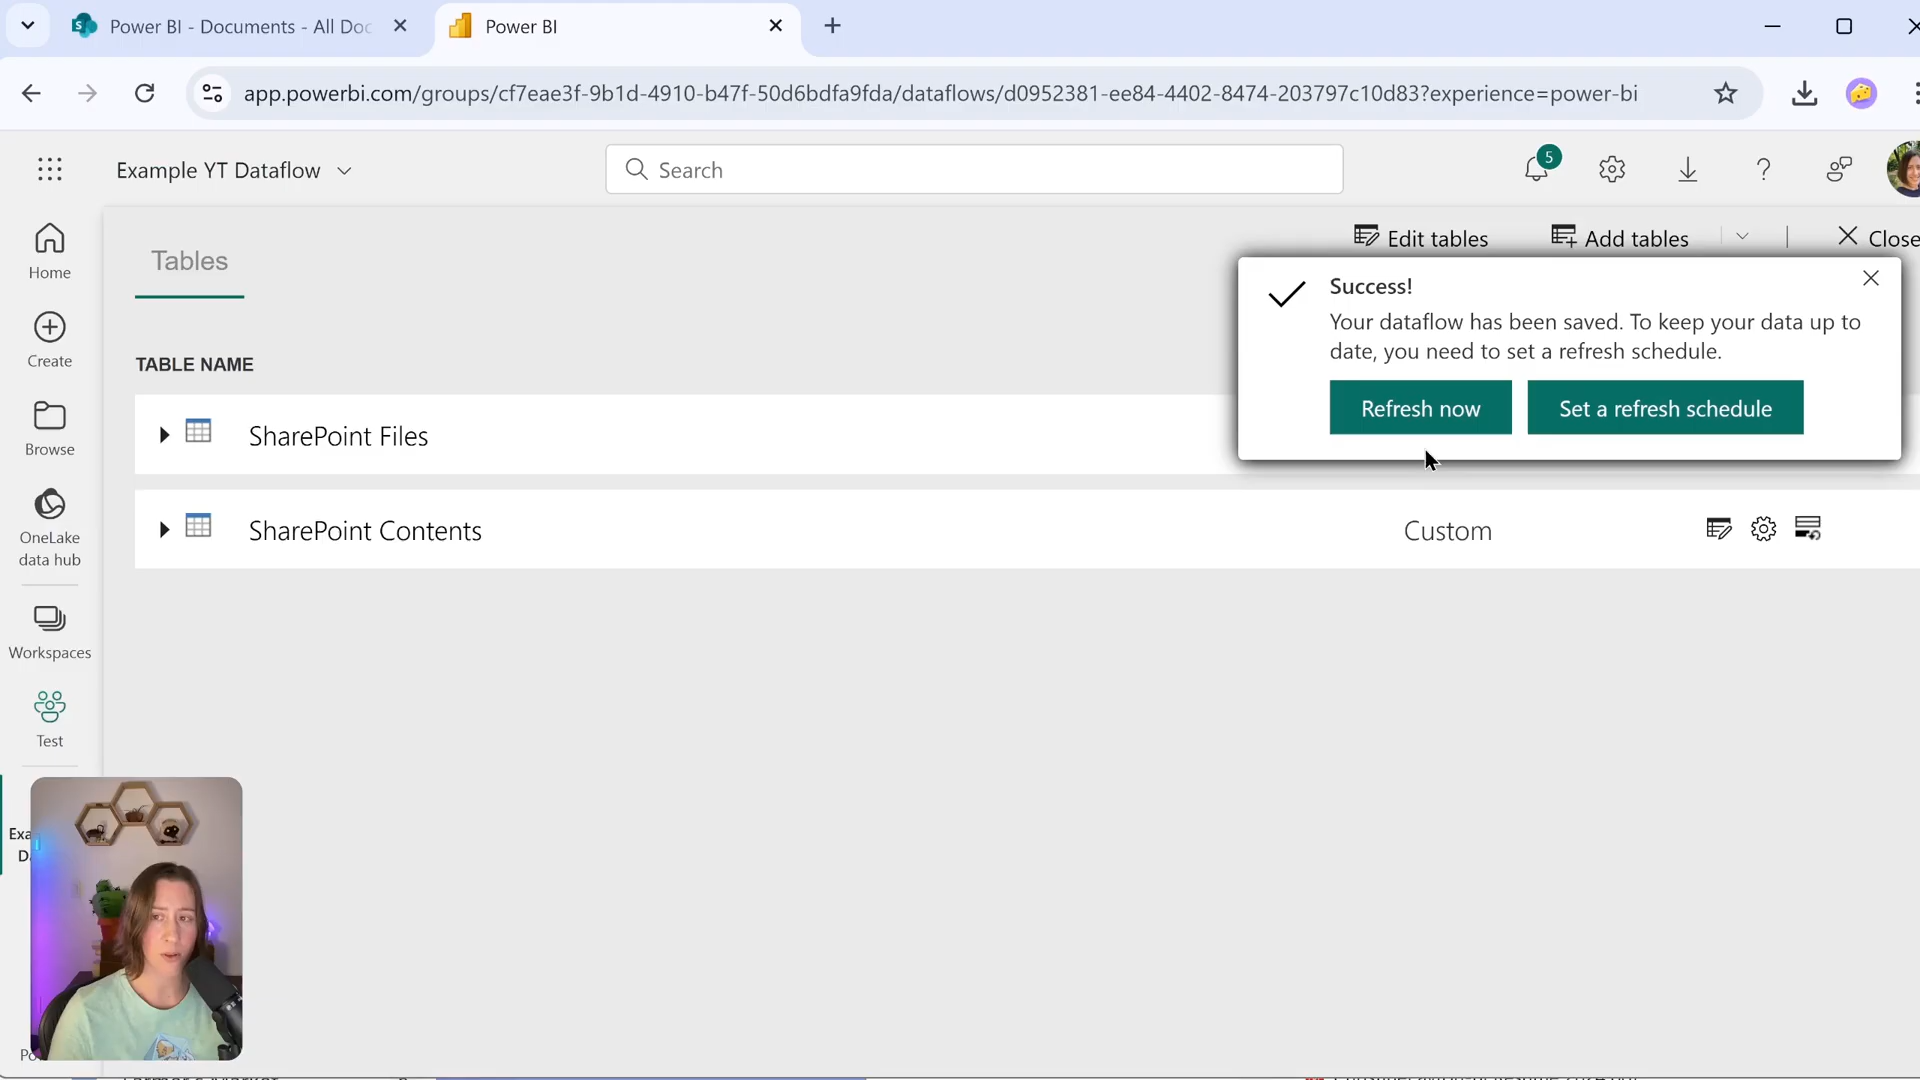 Power BI - Documents - All Doc
Power BI
app.powerbi.com/groups/cf7eae3f-9b1d-4910-b47f-50d6bdfa9fda/dataflows/d0952381-ee84-4402-8474-203797c10d83?experience=power-bi
Example YT Dataflow
Search
5
Home
Create
Browse
OneLake
data hub
Workspaces
Test
Exa
D
Po
Tables
Edit tables
Add tables
Close
Success!
Your dataflow has been saved. To keep your data up to
date, you need to set a refresh schedule.
Refresh now
Set a refresh schedule
TABLE NAME
SharePoint Files
SharePoint Contents
Custom